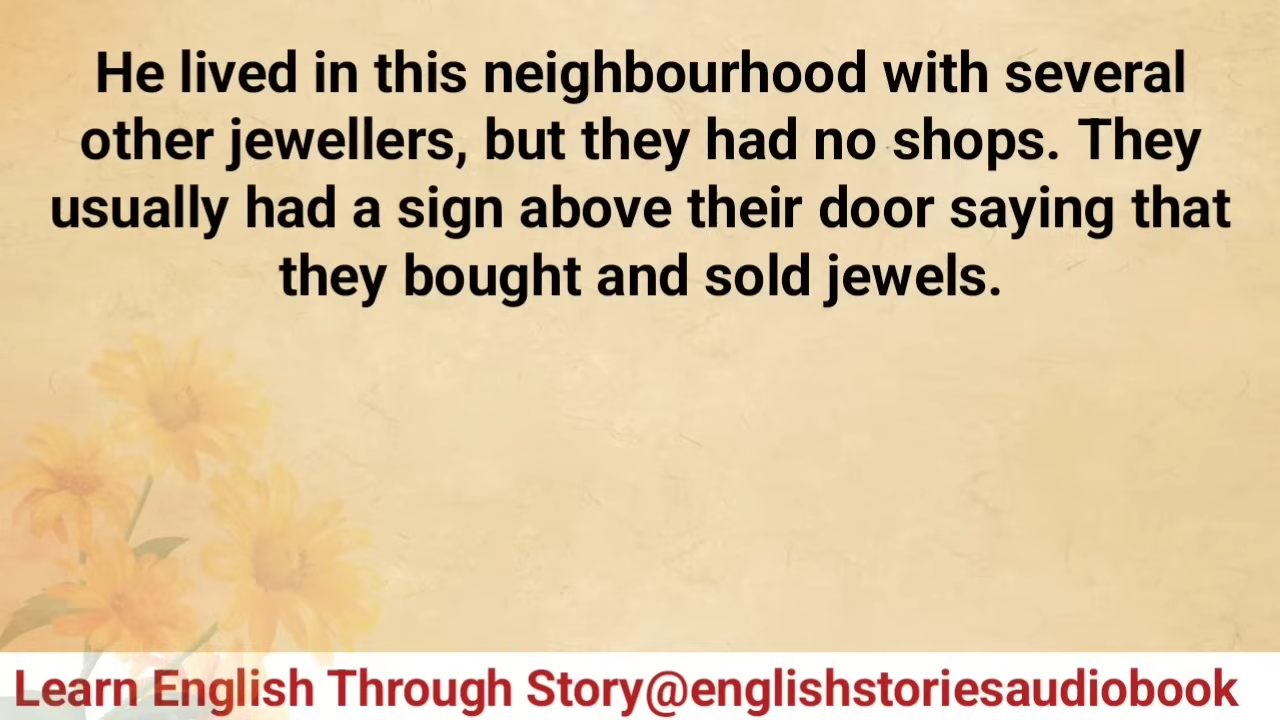 He lived in this neighbourhood with several
other jewellers, but they had no shops. They
usually had a sign above their door saying that
they bought and sold jewels.
Learn English Through Story@englishstoriesaudiobook